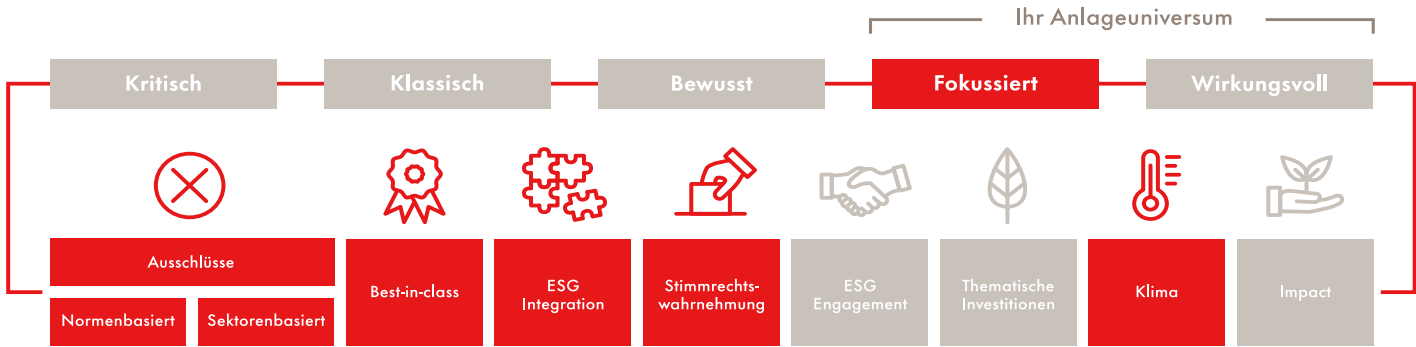 Ihr Anlageuniversum
Kritisch
Klassisch
Bewusst
Fokussiert
Wirkungsvoll
Ausschlüsse
Normenbasiert
Sektorenbasiert
Best-in-class
ESG
Integration
Stimmrechts-
wahrnehmung
ESG
Engagement
Thematische
Investitionen
Klima
Impact